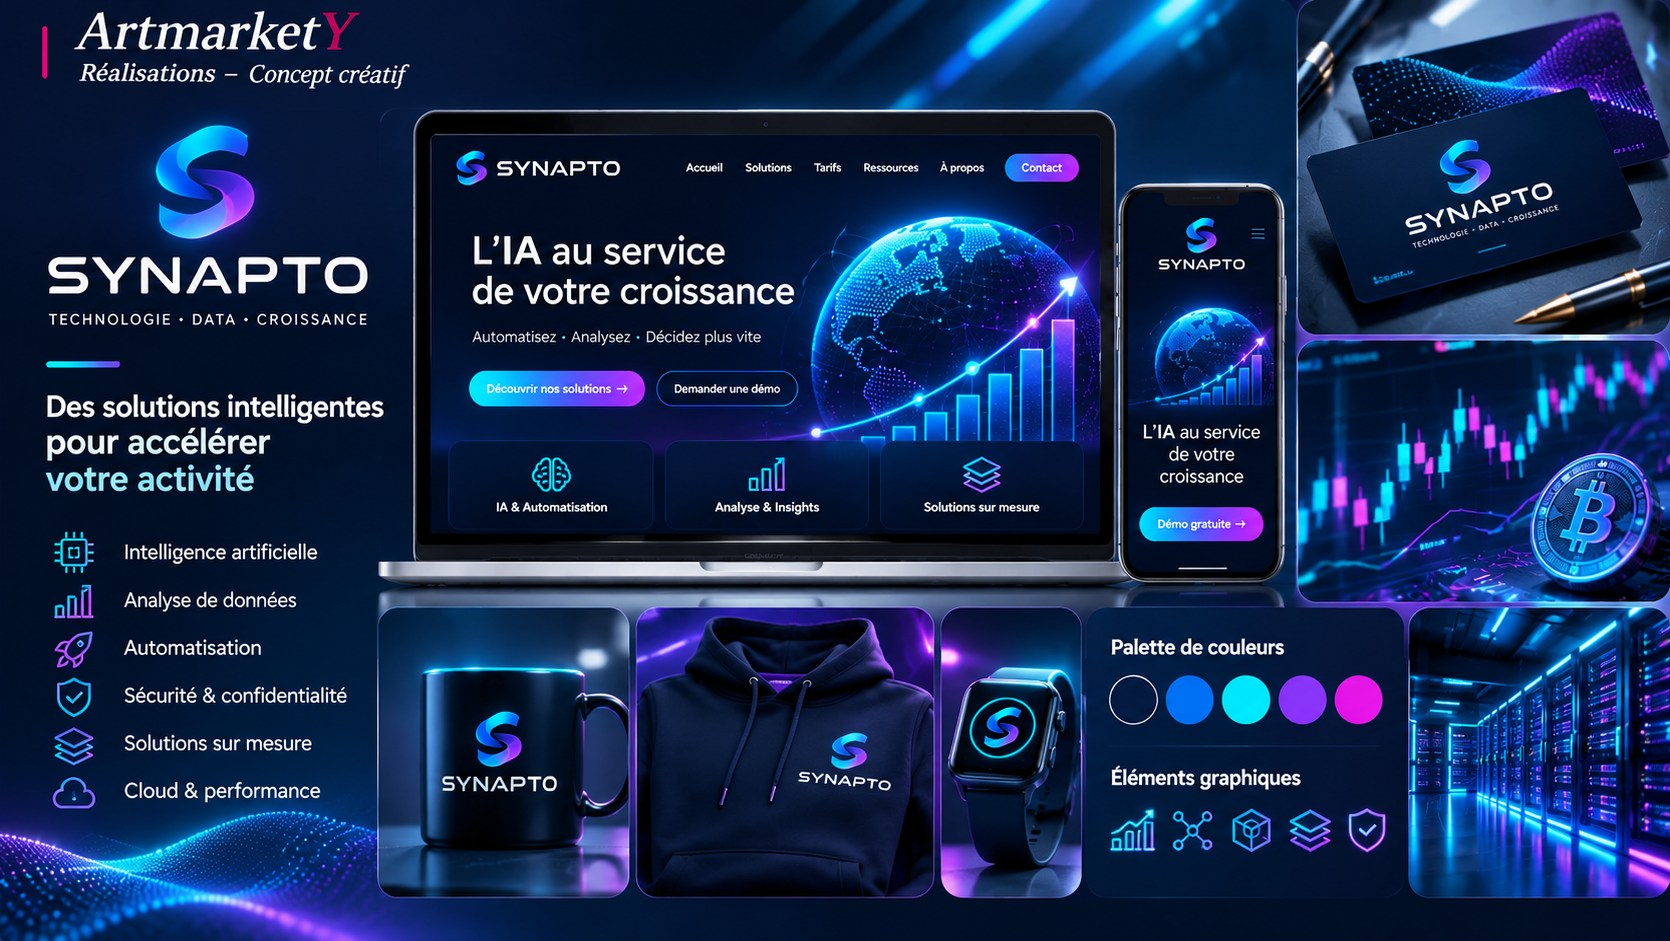 ArtmarketY
Réalisations – Concept créatif
SYNAPTO
TECHNOLOGIE • DATA • CROISSANCE
Des solutions intelligentes
pour accélérer
votre activité
Intelligence artificielle
Analyse de données
Automatisation
Sécurité & confidentialité
Solutions sur mesure
Cloud & performance
SYNAPTO
Accueil
Solutions
Tarifs
Ressources
À propos
Contact
L'IA au service
de votre croissance
Automatisez • Analysez • Décidez plus vite
Découvrir nos solutions →
Demander une démo
IA & Automatisation
Analyse & Insights
Solutions sur mesure
SYNAPTO
L'IA au service
de votre
croissance
Démo gratuite →
SYNAPTO
TECHNOLOGIE • DATA • CROISSANCE
SYNAPTO
SYNAPTO
Palette de couleurs
Éléments graphiques